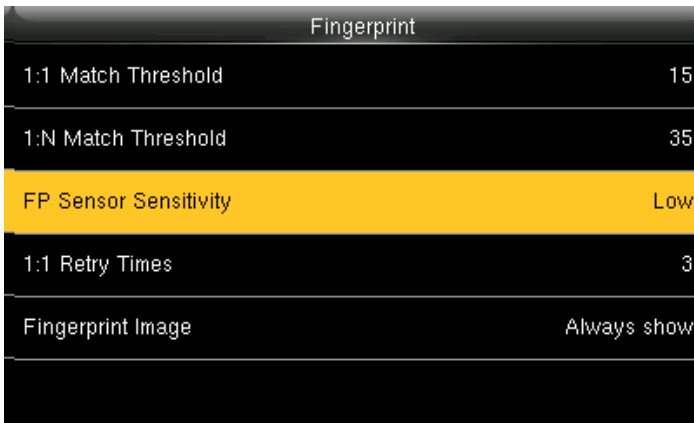 Fingerprint
1:1 Match Threshold 15
1:N Match Threshold 35
FP Sensor Sensitivity Low
1:1 Retry Times 3
Fingerprint Image Always show